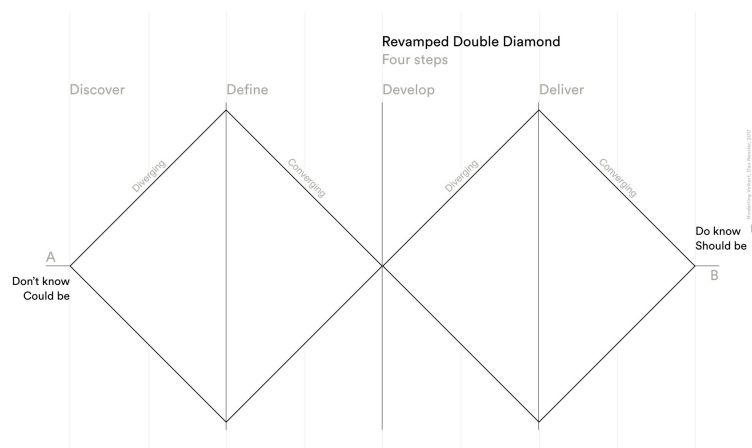 Revamped Double Diamond
Four steps
Discover
Define
Develop
Deliver
Diverging
Converging
Diverging
Converging
A
Don't know
Could be
Do know
Should be
B
2017